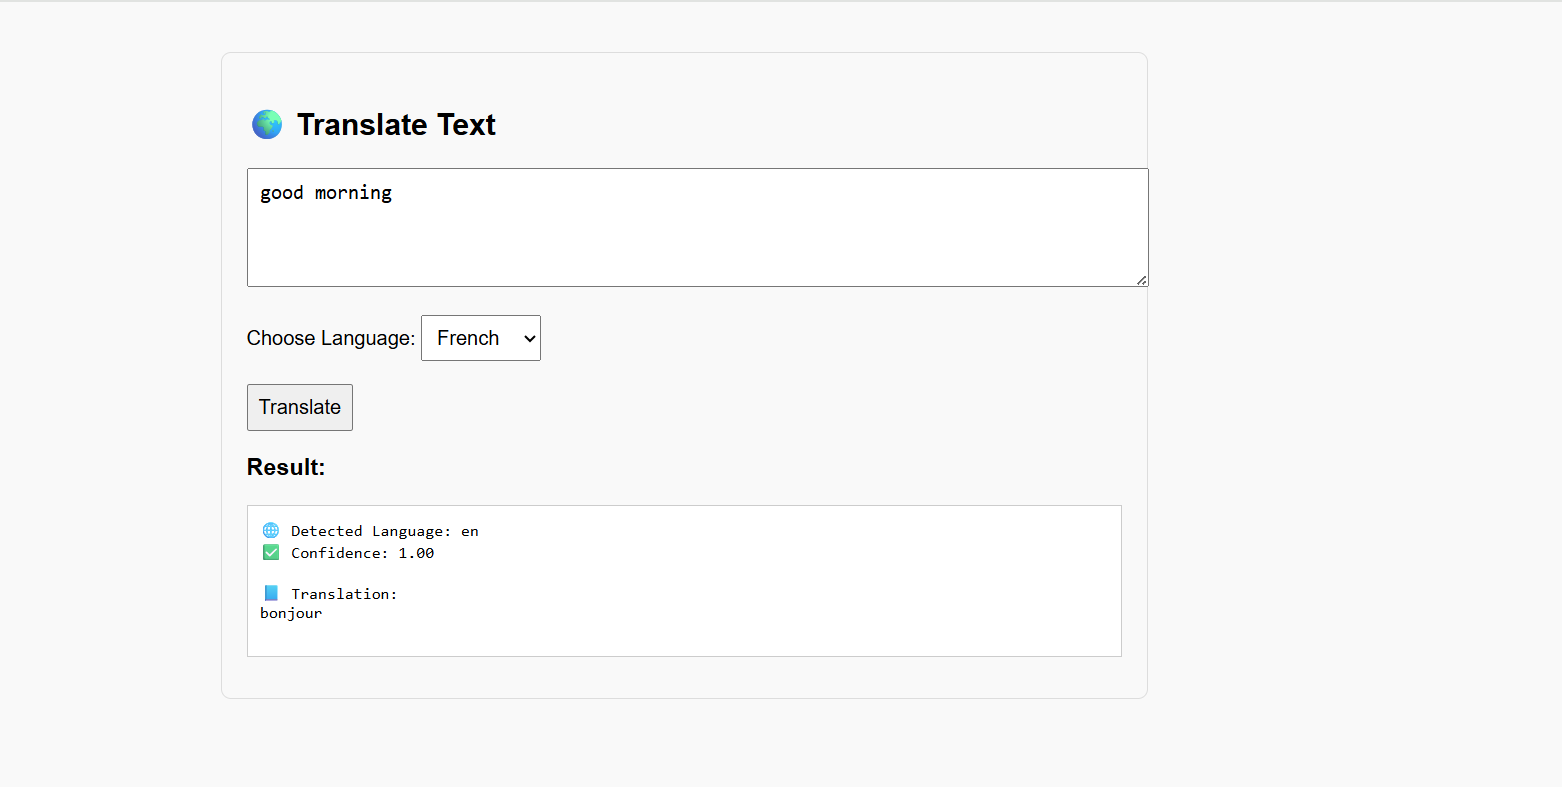 🌍 Translate Text
good morning
Choose Language: French
Translate
Result:
🌐 Detected Language: en
✅ Confidence: 1.00
📘 Translation:
bonjour